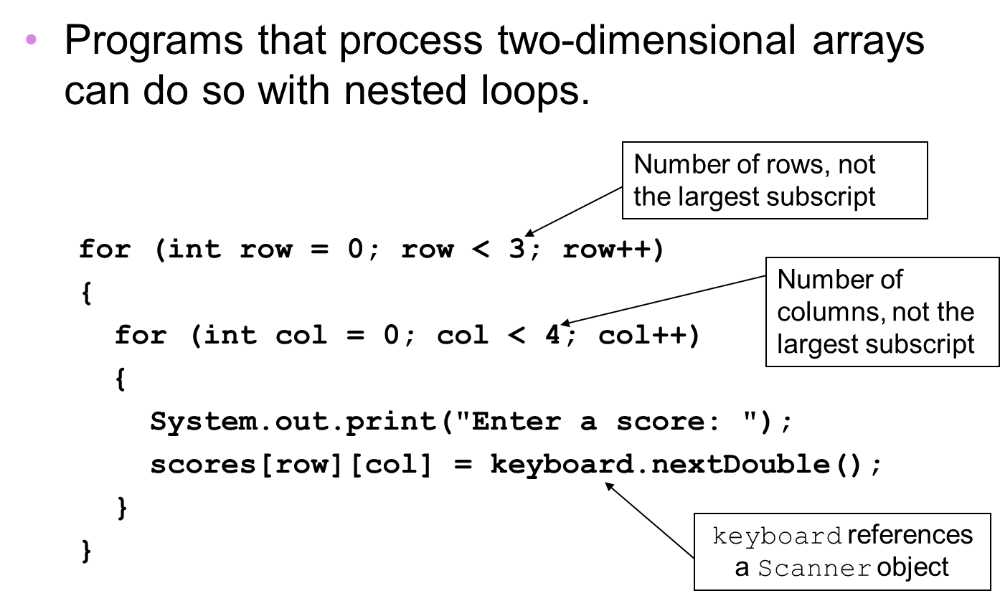 • Programs that process two-dimensional arrays
can do so with nested loops.
Number of rows, not
the largest subscript
for (int row = 0; row < 3; row++)
{
Number of
columns, not the
largest subscript
for (int col = 0; col < 4; col++)
{
System.out.print("Enter a score: ");
scores[row][col] = keyboard.nextDouble();
}
}
keyboard references
a Scanner object